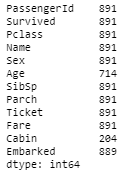 PassengerId    891
Survived       891
Pclass         891
Name           891
Sex            891
Age            714
SibSp          891
Parch          891
Ticket         891
Fare           891
Cabin          204
Embarked       889
dtype: int64